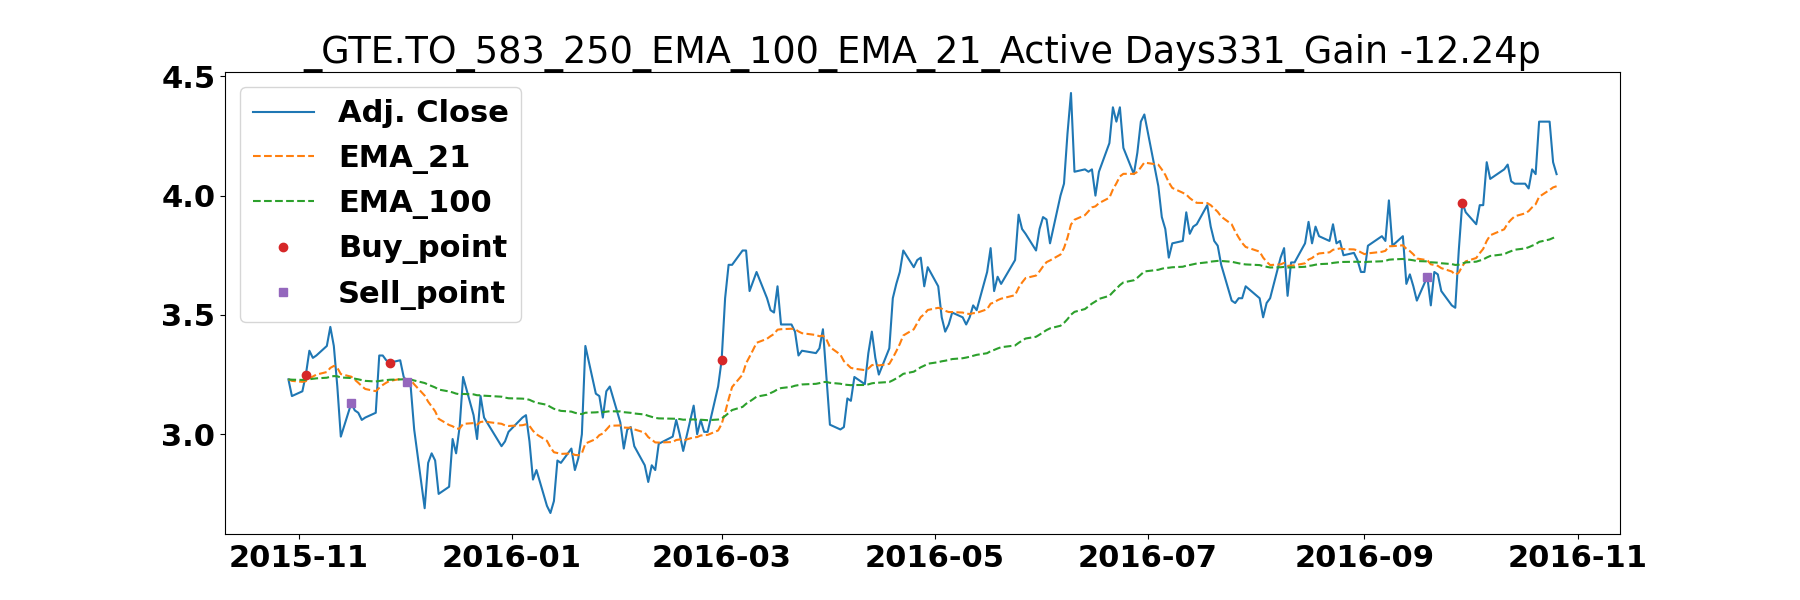 _GTE.TO_583_250_EMA_100_EMA_21_Active Days331_Gain -12.24p
4.5
4.0
3.5
3.0
Adj. Close
EMA_21
EMA_100
Buy_point
Sell_point
2015-11 2016-01 2016-03 2016-05 2016-07 2016-09 2016-11